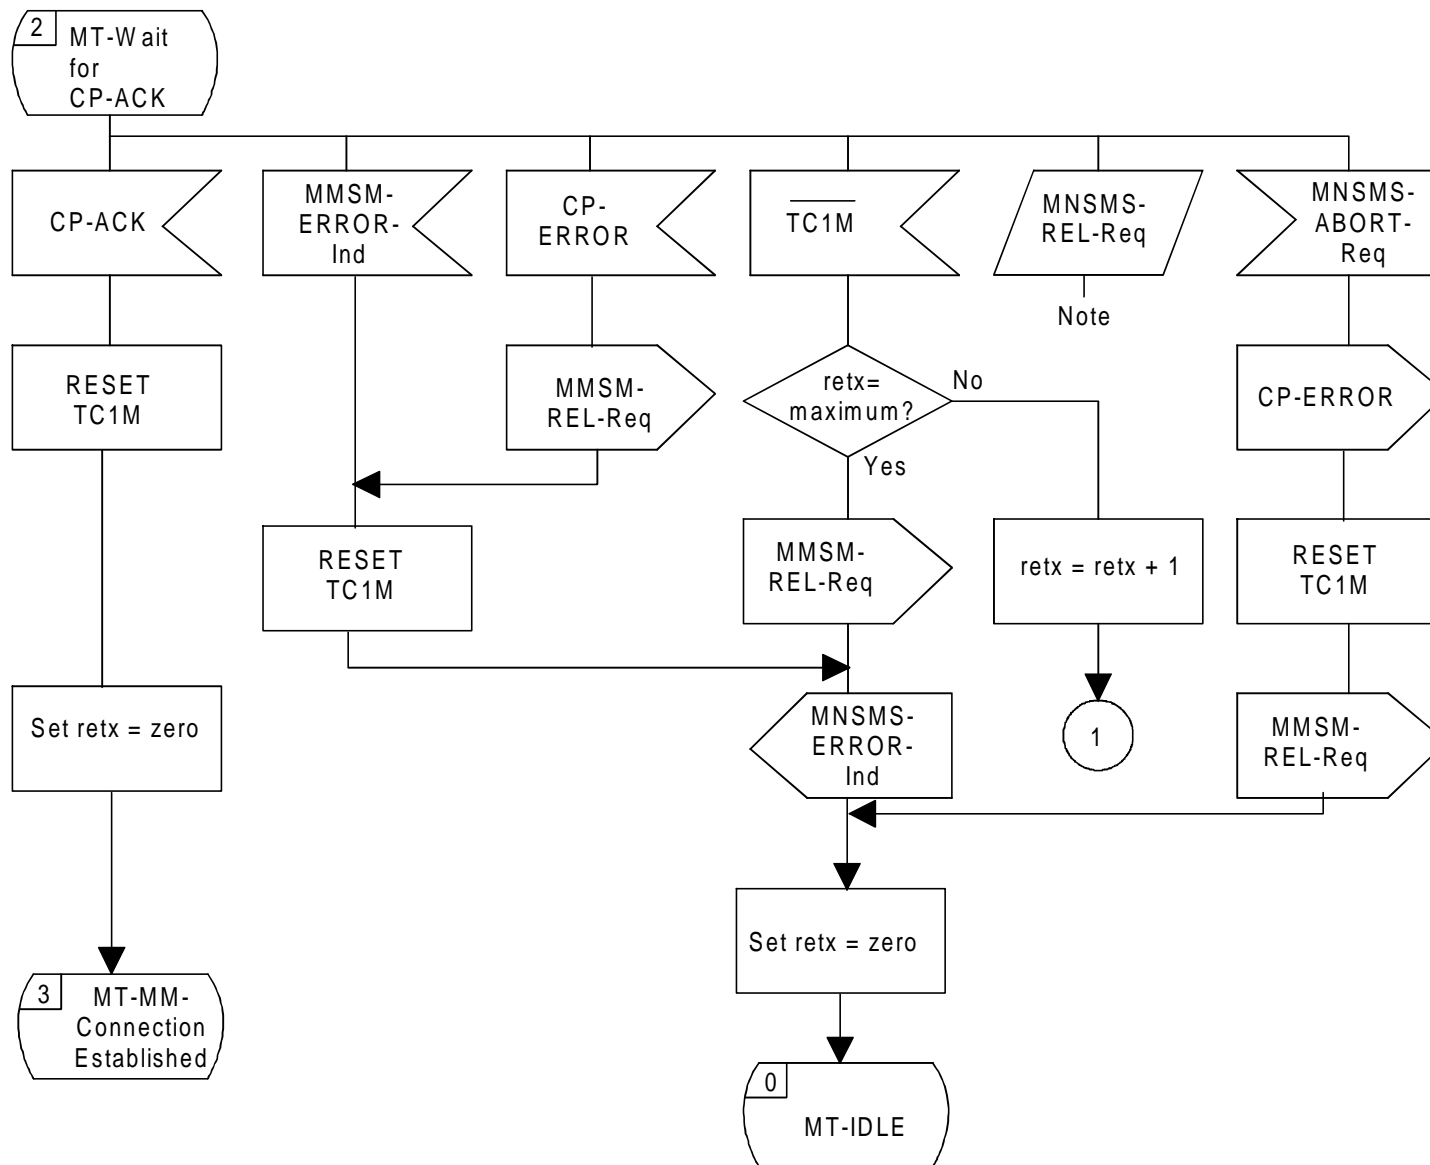 2
MT-Wait
for
CP-ACK
CP-ACK
MMSM-
ERROR-
Ind
CP-
ERROR
TC1M
MNSMS-
REL-Req
MNSMS-
ABORT-
Req
Note
RESET
TC1M
MMSM-
REL-Req
retx=
maximum?
No
Yes
CP-ERROR
RESET
TC1M
MMSM-
REL-Req
retx = retx + 1
RESET
TC1M
Set retx = zero
MNSMS-
ERROR-
Ind
1
MMSM-
REL-Req
Set retx = zero
3
MT-MM-
Connection
Established
0
MT-IDLE